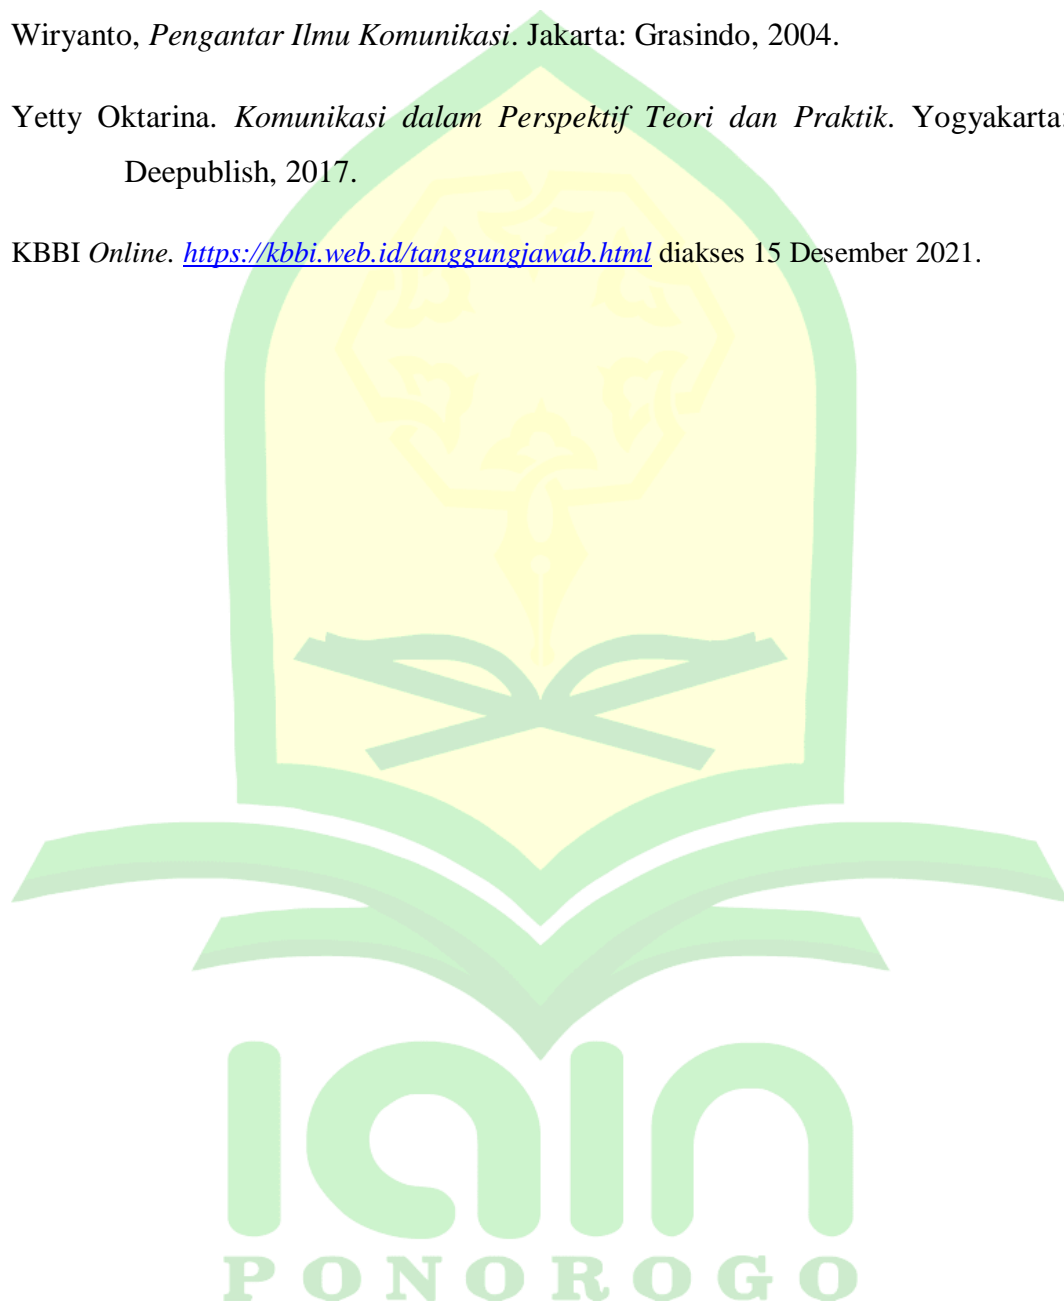 Wiryanto, Pengantar Ilmu Komunikasi. Jakarta: Grasindo, 2004.
Yetty Oktarina. Komunikasi dalam Perspektif Teori dan Praktik. Yogyakarta:
Deepublish, 2017.
KBBI Online. https://kbbi.web.id/tanggungjawab.html diakses 15 Desember 2021.
iain
PONOROGO